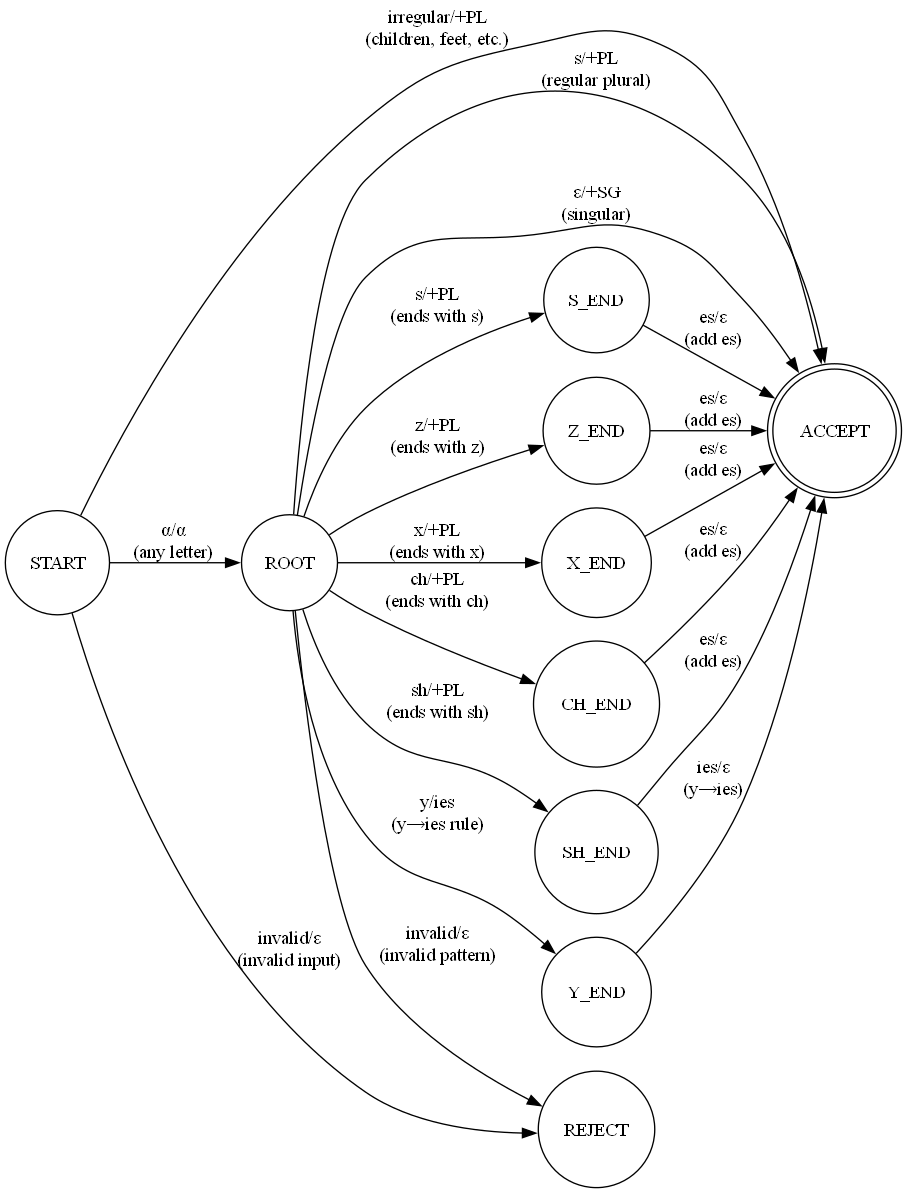 irregular/+PL
(children, feet, etc.)
s/+PL
(regular plural)
ε/+SG
(singular)
S_END
s/+PL
(ends with s)
es/ε
(add es)
Z_END
z/+PL
(ends with z)
es/ε
(add es)
ACCEPT
es/ε
(add es)
START
α/α
(any letter)
ROOT
x/+PL
(ends with x)
X_END
es/ε
(add es)
ch/+PL
(ends with ch)
CH_END
es/ε
(add es)
sh/+PL
(ends with sh)
SH_END
ies/ε
(y→ies)
y/ies
(y→ies rule)
Y_END
invalid/ε
(invalid input)
invalid/ε
(invalid pattern)
REJECT